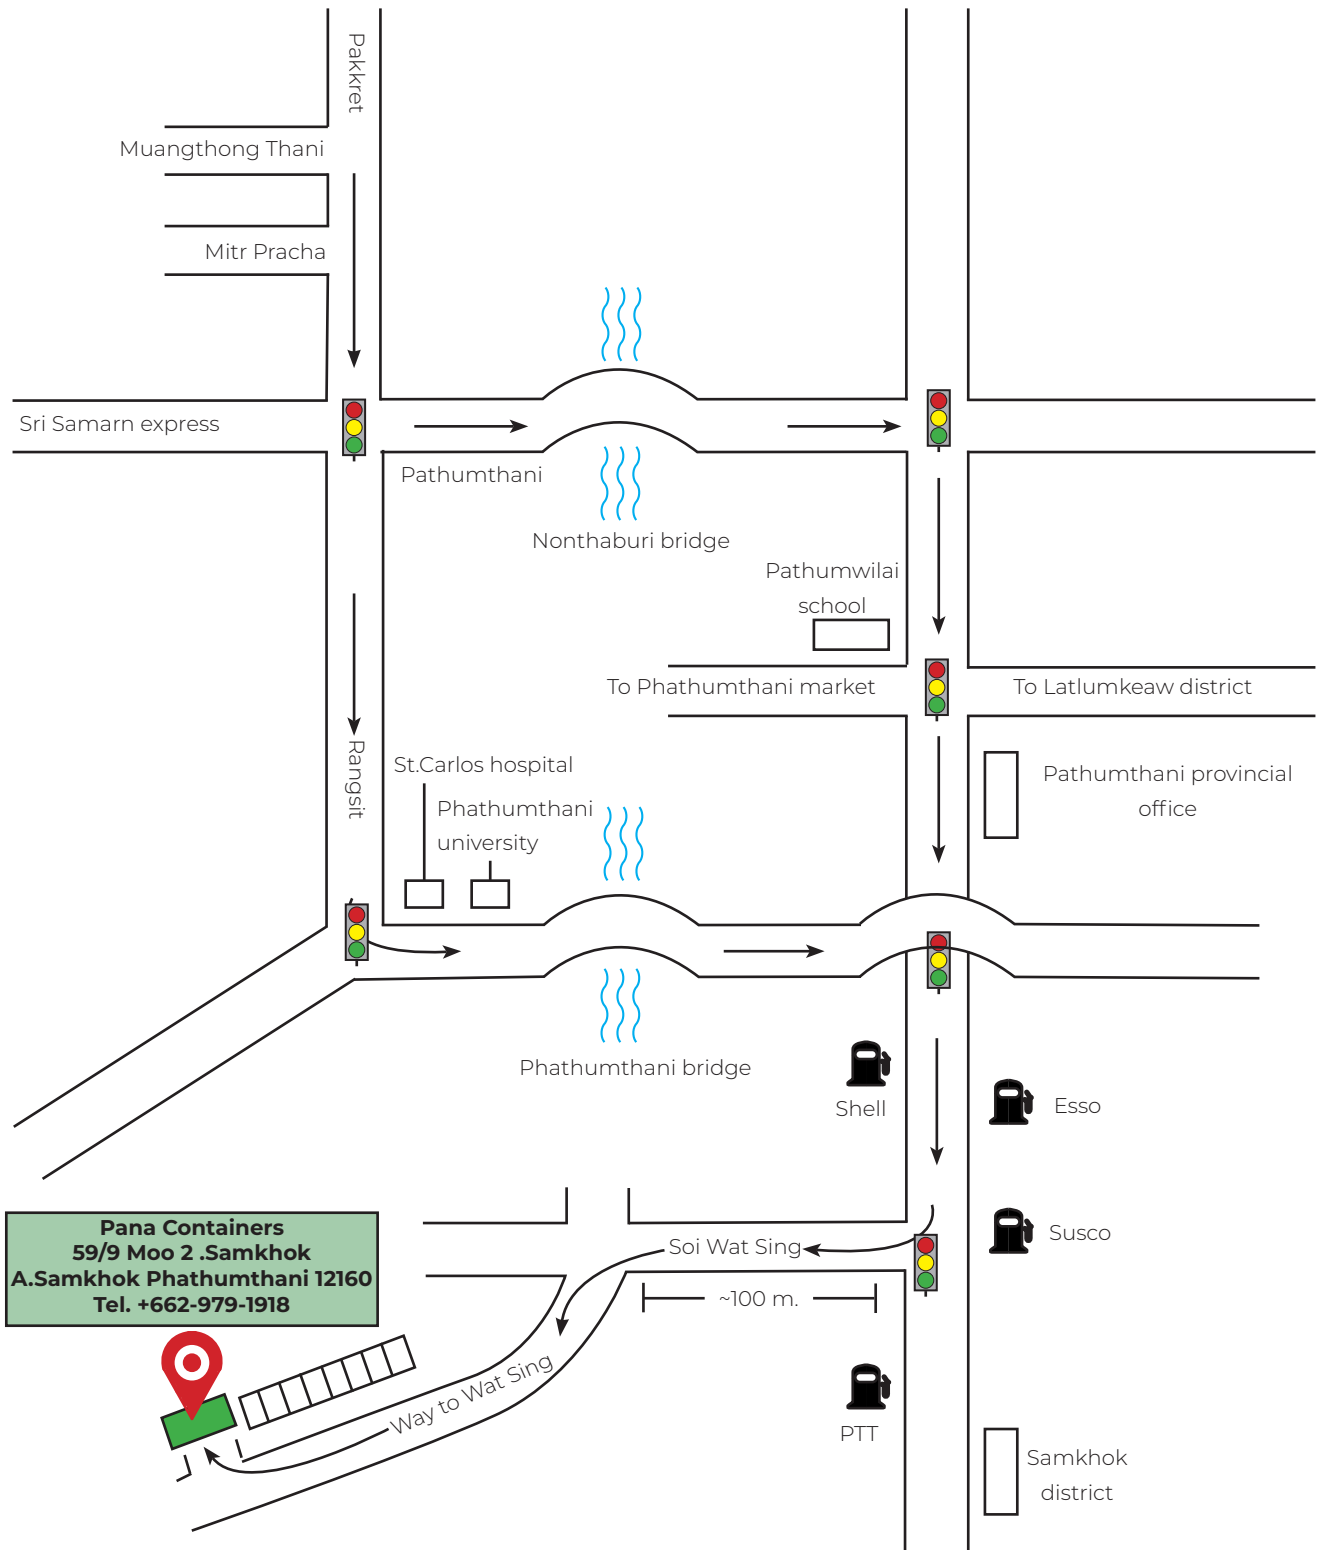 Pakkret
Muangthong Thani
Mitr Pracha
Sri Samarn express
Pathumthani
Nonthaburi bridge
Pathumwilai
school
To Phathumthani market
To Latlumkeaw district
Rangsit
St.Carlos hospital
Phathumthani
university
Pathumthani provincial
office
Phathumthani bridge
Shell
Esso
Pana Containers
59/9 Moo 2 .Samkhok
A.Samkhok Phathumthani 12160
Tel. +662-979-1918
Soi Wat Sing
Susco
~100 m.
Way to Wat Sing
PTT
Samkhok
district